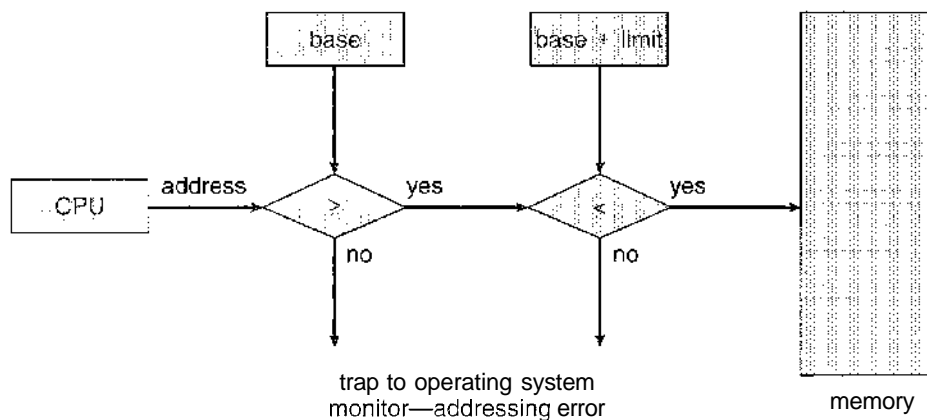 base
base + limit
CPU
address
≥
yes
<
yes
no
no
trap to operating system
monitor—addressing error
memory